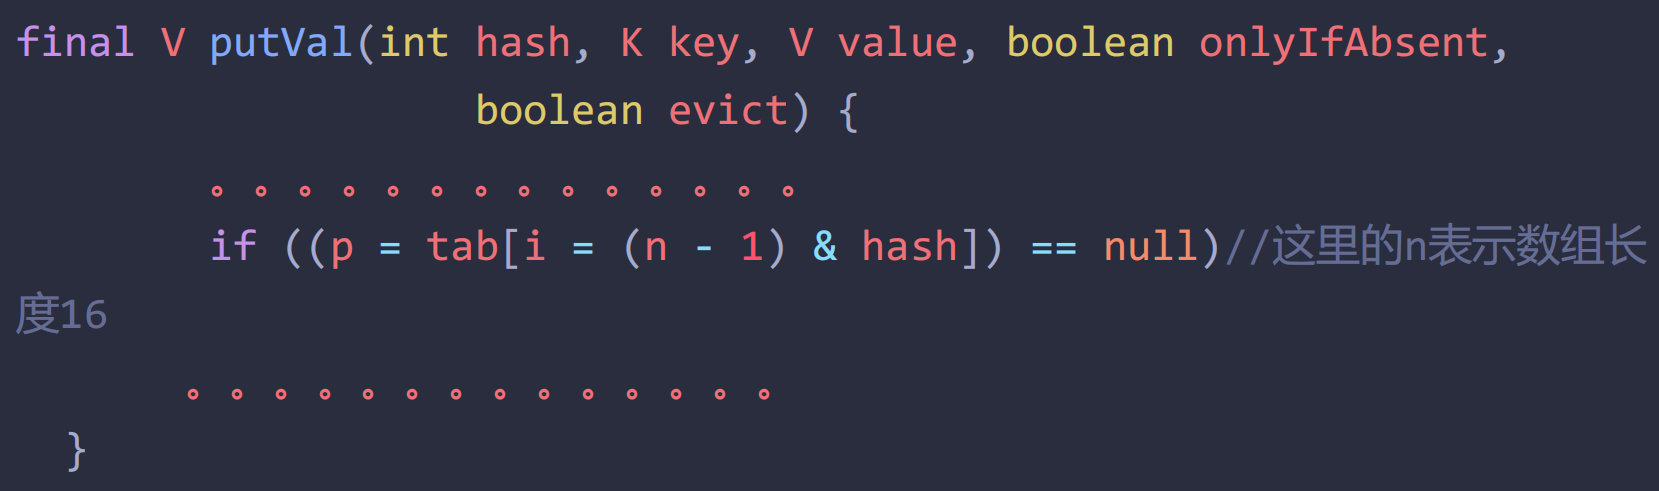 final V putVal(int hash, K key, V value, boolean onlyIfAbsent,
boolean evict) {
。。。。。。。。。。。。。。
if ((p = tab[i = (n - 1) & hash]) == null)//这里的n表示数组长
度16
。。。。。。。。。。。。。。
}